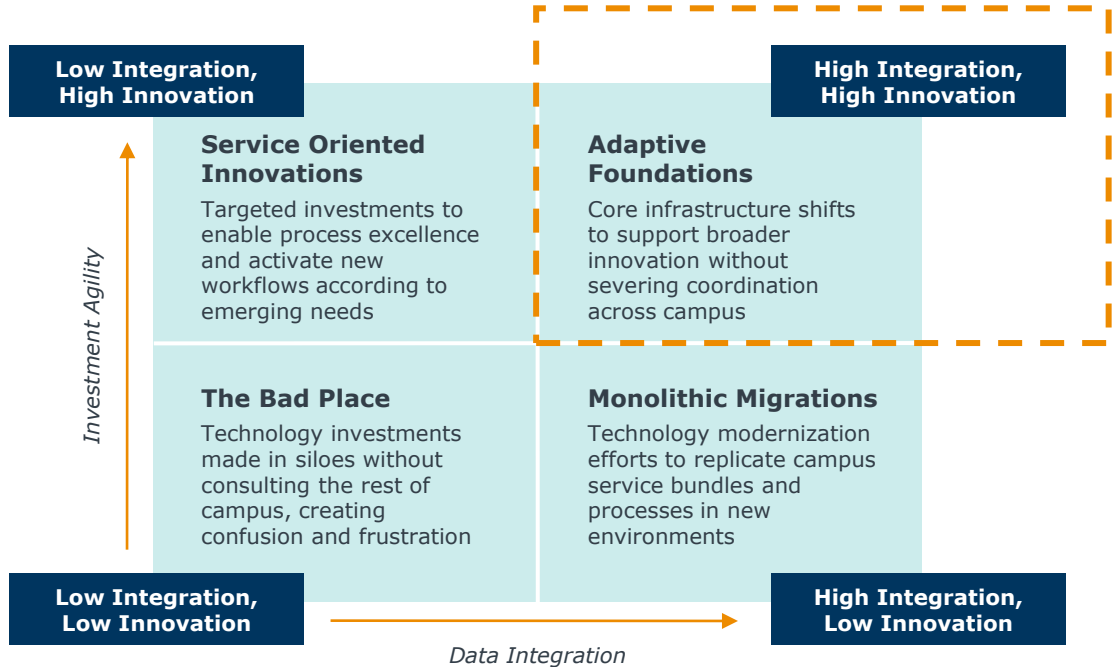 Low Integration,
High Innovation
High Integration,
High Innovation
Service Oriented
Innovations
Targeted investments to
enable process excellence
and activate new
workflows according to
emerging needs
Adaptive
Foundations
Core infrastructure shifts
to support broader
innovation without
severing coordination
across campus
Investment Agility
The Bad Place
Technology investments
made in siloes without
consulting the rest of
campus, creating
confusion and frustration
Monolithic Migrations
Technology modernization
efforts to replicate campus
service bundles and
processes in new
environments
Low Integration,
Low Innovation
High Integration,
Low Innovation
Data Integration